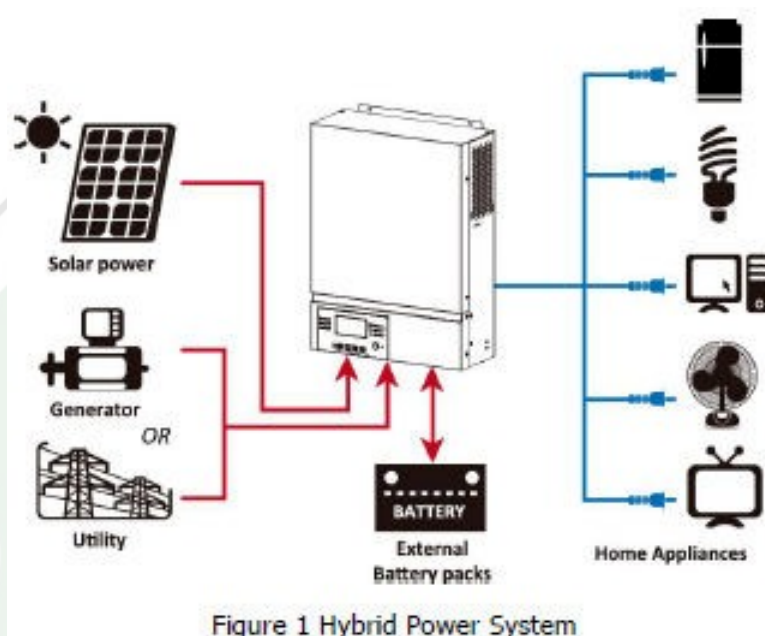 Solar power
Generator
OR
Utility
BATTERY
External
Battery packs
Home Appliances
Figure 1 Hybrid Power System